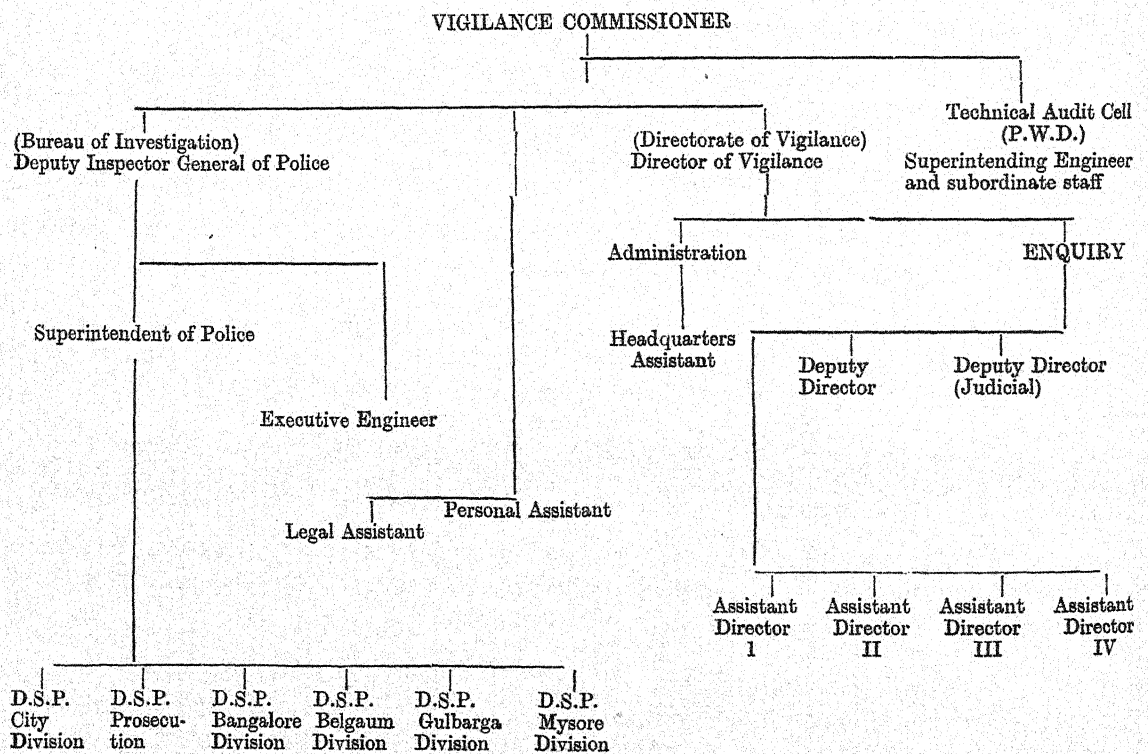 VIGILANCE COMMISSIONER
Technical Audit Cell
(P.W.D.)
Superintending Engineer
and subordinate staff
(Bureau of Investigation)
Deputy Inspector General of Police
(Directorate of Vigilance)
Director of Vigilance
Administration
ENQUIRY
Superintendent of Police
Headquarters
Assistant
Deputy
Director
Deputy Director
(Judicial)
Executive Engineer
Legal Assistant
Personal Assistant
Assistant
Director
1
Assistant
Director
II
Assistant
Director
III
Assistant
Director
IV
D.S.P.
City
Division
D.S.P.
Prosecu-
tion
D.S.P.
Bangalore
Division
D.S.P.
Belgaum
Division
D.S.P.
Gulbarga
Division
D.S.P.
Mysore
Division